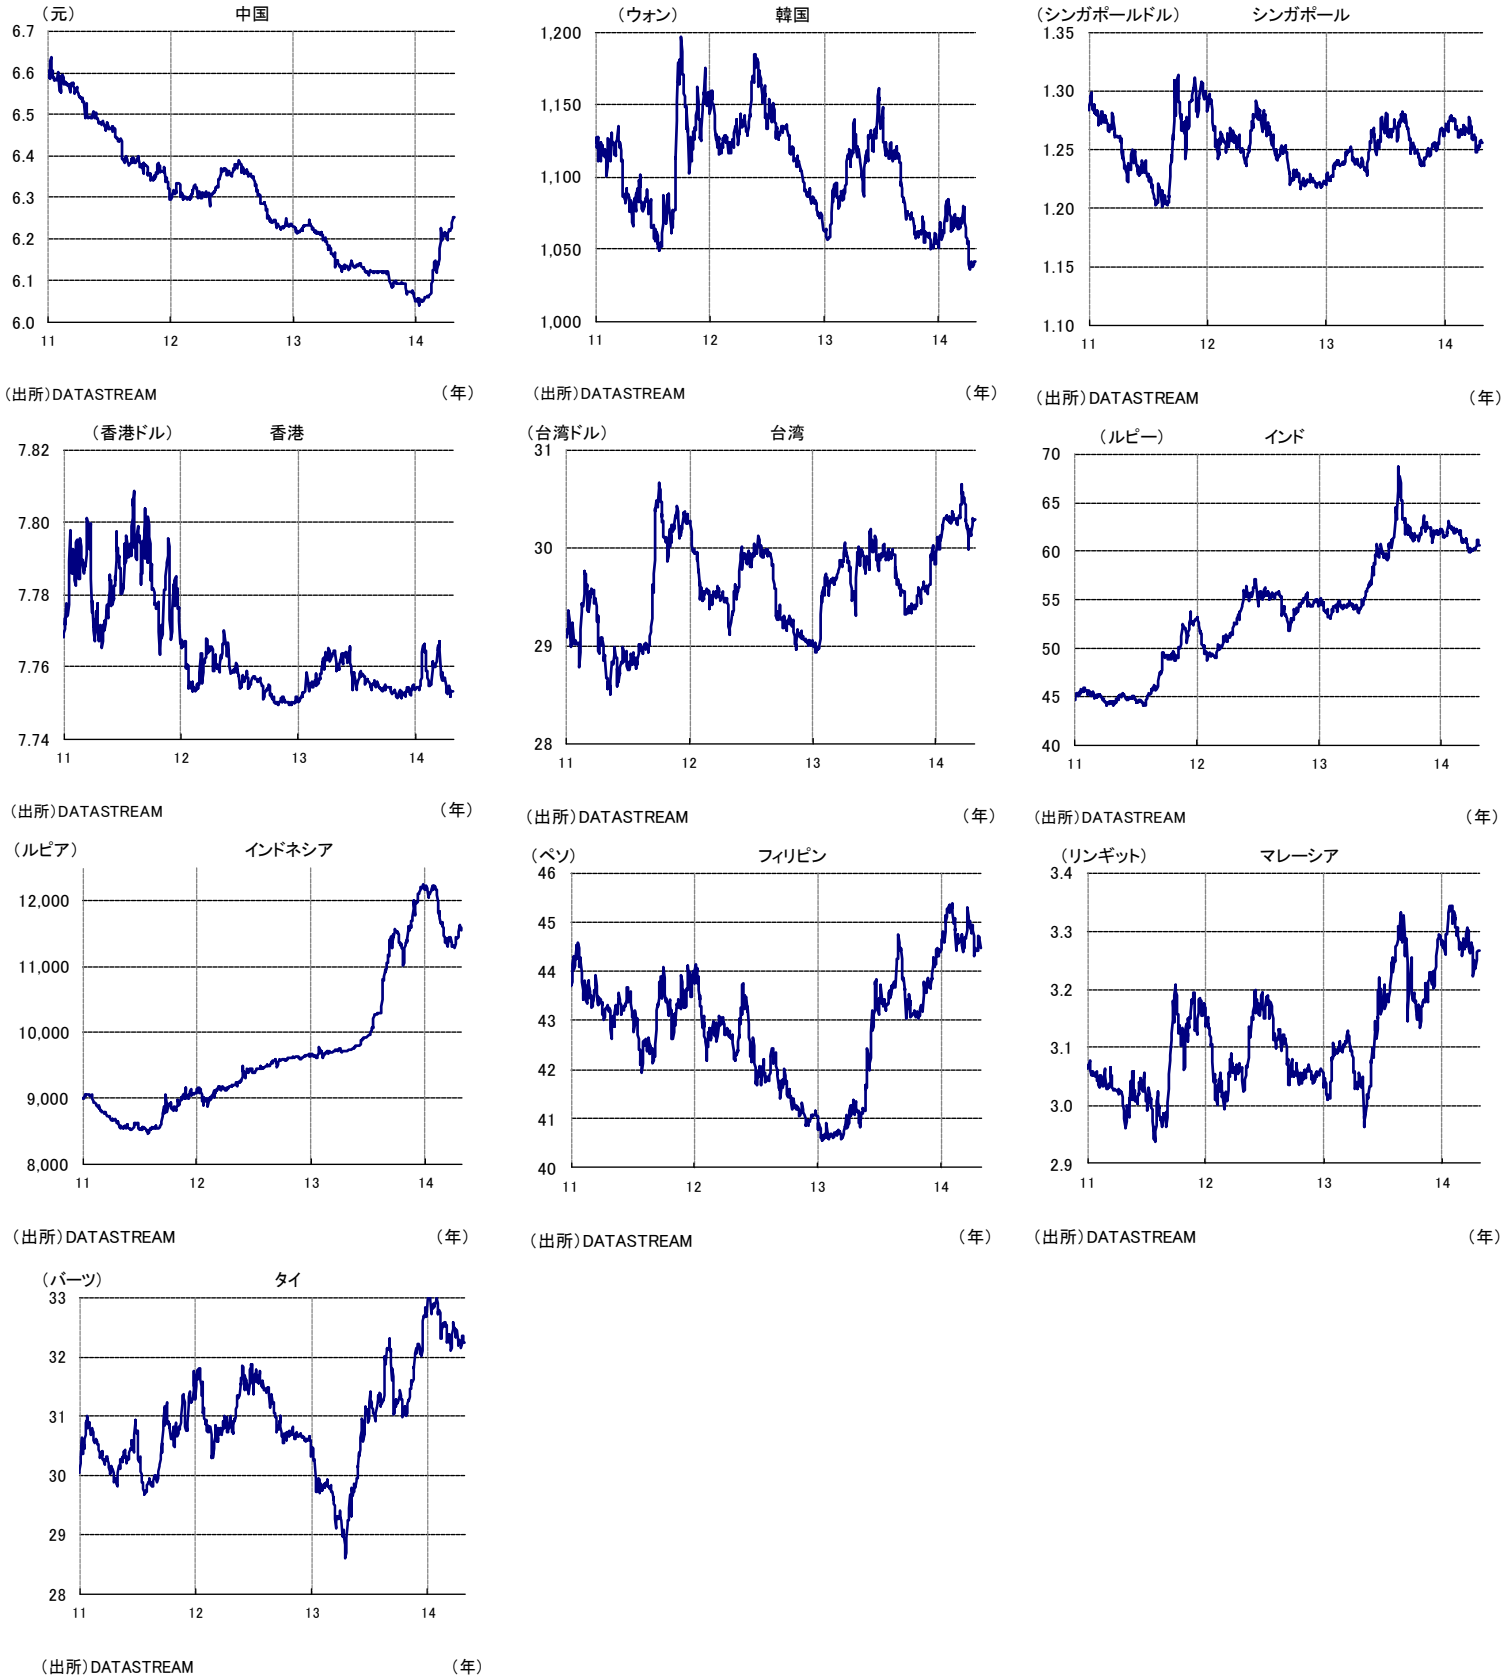 （元） 中国
6.7
6.6
6.5
6.4
6.3
6.2
6.1
6.0
11 12 13 14
（出所）DATASTREAM （年）
（ウォン） 韓国
1,200
1,150
1,100
1,050
1,000
11 12 13 14
（出所）DATASTREAM （年）
（シンガポールドル） シンガポール
1.35
1.30
1.25
1.20
1.15
1.10
11 12 13 14
（出所）DATASTREAM （年）
（香港ドル） 香港
7.82
7.80
7.78
7.76
7.74
11 12 13 14
（出所）DATASTREAM （年）
（台湾ドル） 台湾
31
30
29
28
11 12 13 14
（出所）DATASTREAM （年）
（ルピー） インド
70
65
60
55
50
45
40
11 12 13 14
（出所）DATASTREAM （年）
（ルピア） インドネシア
12,000
11,000
10,000
9,000
8,000
11 12 13 14
（出所）DATASTREAM （年）
（ペソ） フィリピン
46
45
44
43
42
41
40
11 12 13 14
（出所）DATASTREAM （年）
（リンギット） マレーシア
3.4
3.3
3.2
3.1
3.0
2.9
11 12 13 14
（出所）DATASTREAM （年）
（バーツ） タイ
33
32
31
30
29
28
11 12 13 14
（出所）DATASTREAM （年）